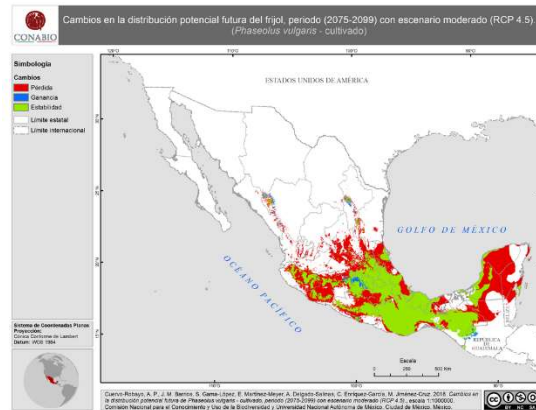 CONABIO
Cambios en la distribución potencial futura del frijol, periodo (2075-2099) con escenario moderado (RCP 4.5).
(Phaseolus vulgaris - cultivado)
Simbología
Cambios
Pérdida
Ganancia
Estabilidad
Límite estatal
Límite internacional
ESTADOS UNIDOS DE AMÉRICA
GOLFO DE MÉXICO
OCÉANO PACÍFICO
REPÚBLICA
DE
GUATEMALA
BELICE
Escala
Sistema de Coordenadas Planas
Proyección:
Cónica Conforme de Lambert
Datum: WGS 1984
Cuervo-Robayo, A. P., J. M. Barrios, S. Gama-López, E. Martínez-Meyer, A. Delgado-Salinas, C. Enríquez-García, M. Jiménez-Cruz. 2018. Cambios en
la distribución potencial futura de Phaseolus vulgaris - cultivado, periodo (2075-2099) con escenario moderado (RCP 4.5)., escala 1:1000000.
Comisión Nacional para el Conocimiento y Uso de la Biodiversidad y Universidad Nacional Autónoma de México. Ciudad de México. México.